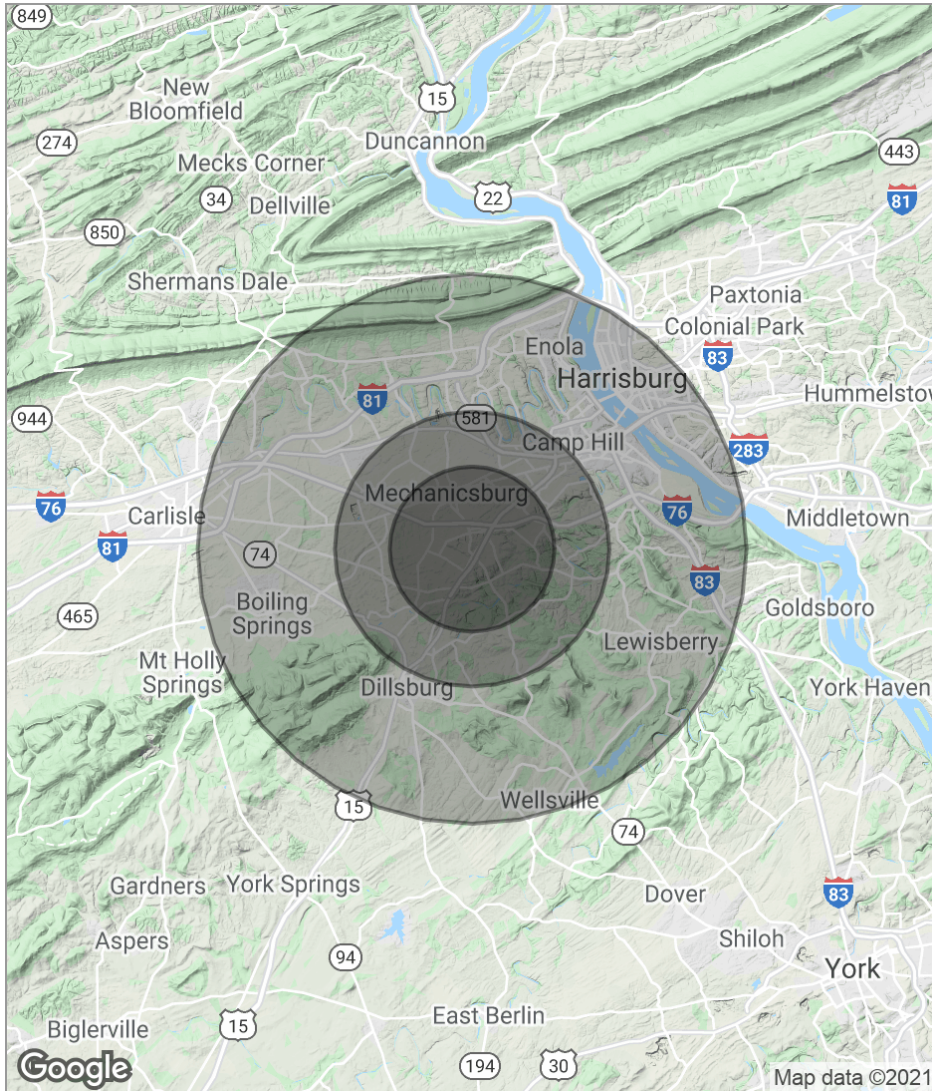 849
New
Bloomfield
15
Duncannon
274
Mecks Corner
443
34
22
81
Dellville
850
Shermans Dale
Paxtonia
Colonial Park
Enola
83
Harrisburg
81
Hummelstow
944
581
Camp Hill
283
Mechanicsburg
76
76
Carlisle
Middletown
81
74
83
465
Boiling
Springs
Goldsboro
Lewisberry
Mt Holly
Springs
Dillsburg
York Haven
15
Wellsville
74
Gardners
York Springs
Dover
83
Aspers
Shiloh
94
York
Biglerville
15
East Berlin
194
30
Google
Map data ©2021